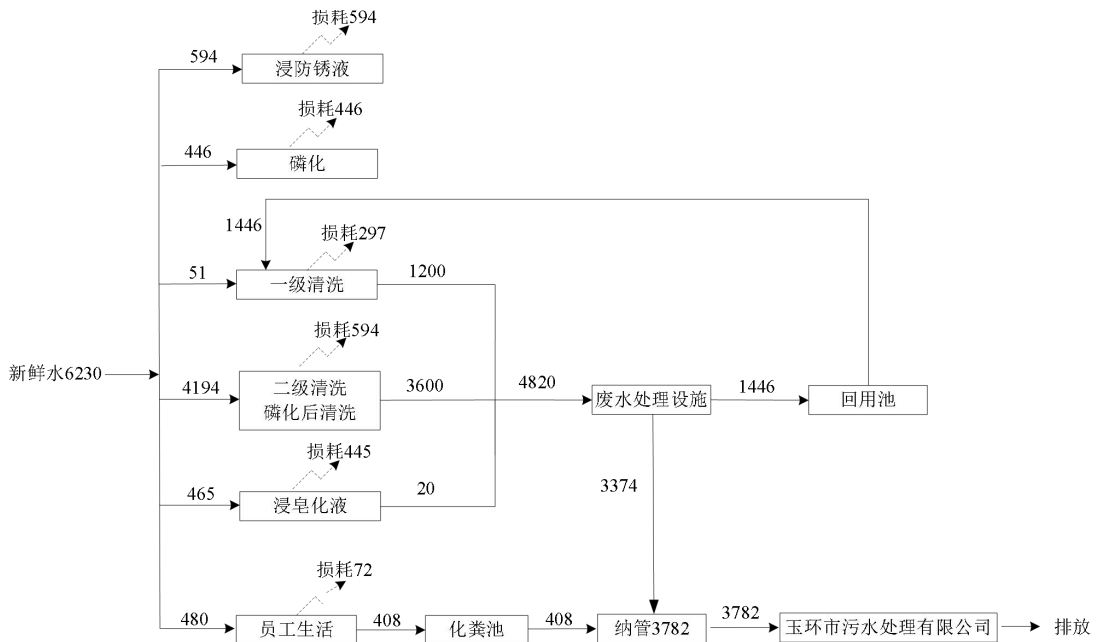 损耗594
594
浸防锈液
损耗446
446
磷化
1446
损耗297
51
一级清洗
1200
损耗594
新鲜水6230
4194
二级清洗
磷化后清洗
3600
4820
废水处理设施
1446
回用池
损耗445
465
浸皂化液
20
3374
损耗72
480
员工生活
408
化粪池
408
纳管3782
3782
玉环市污水处理有限公司
排放